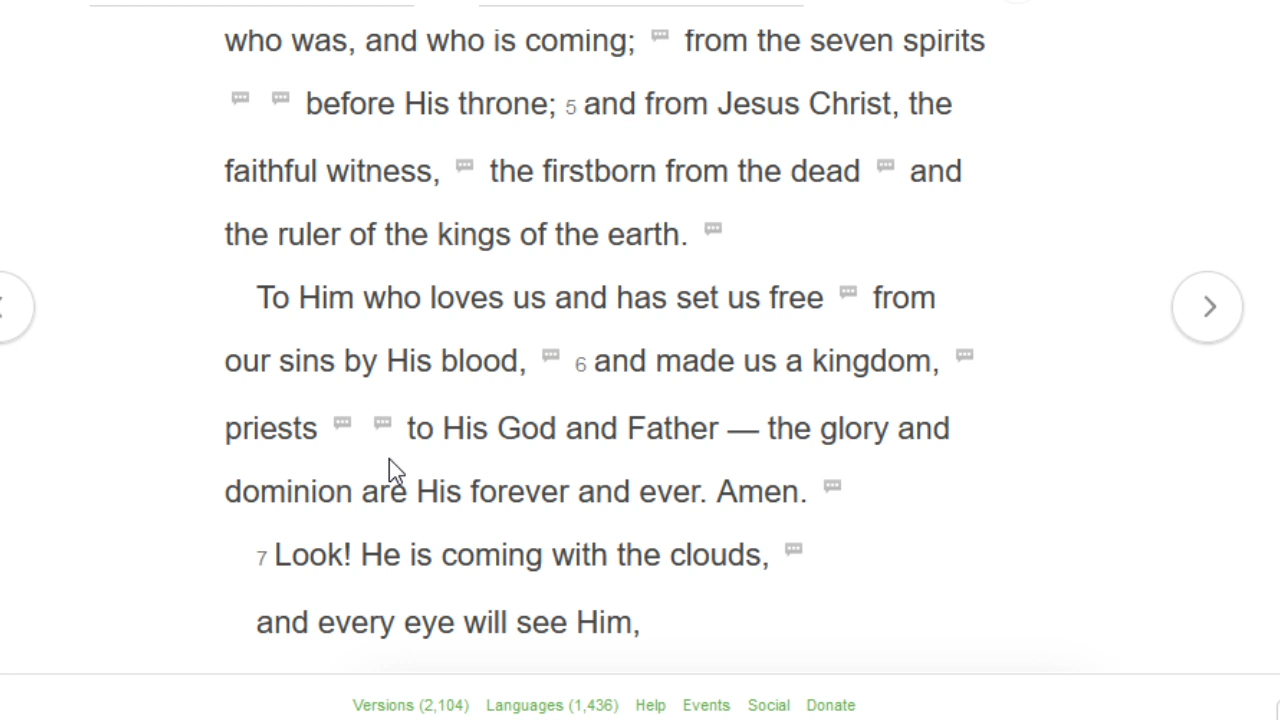 who was, and who is coming; from the seven spirits
before His throne; 5 and from Jesus Christ, the
faithful witness, the firstborn from the dead and
the ruler of the kings of the earth.
To Him who loves us and has set us free from
our sins by His blood, 6 and made us a kingdom,
priests to His God and Father — the glory and
dominion are His forever and ever. Amen.
7 Look! He is coming with the clouds,
and every eye will see Him,
Versions (2,104) Languages (1,436) Help Events Social Donate